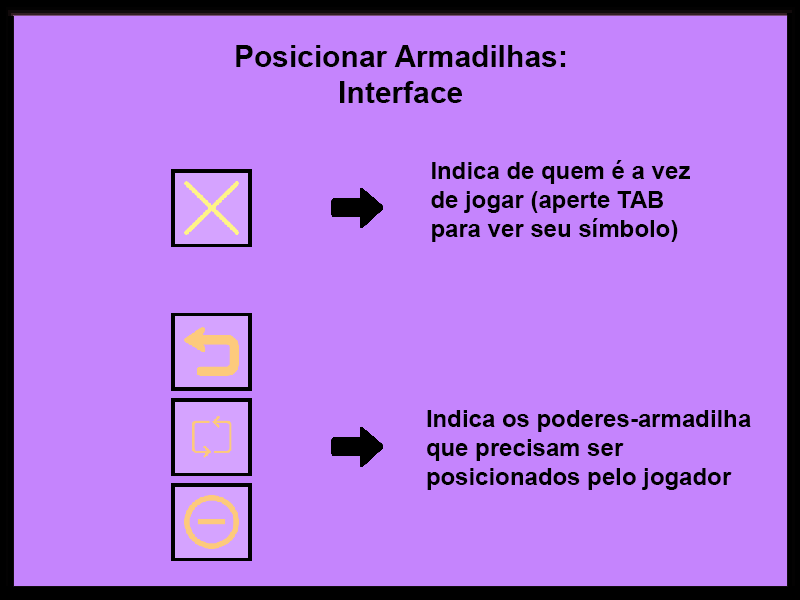 Posicionar Armadilhas:
Interface
Indica de quem é a vez
de jogar (aperte TAB
para ver seu símbolo)
Indica os poderes-armadilha
que precisam ser
posicionados pelo jogador